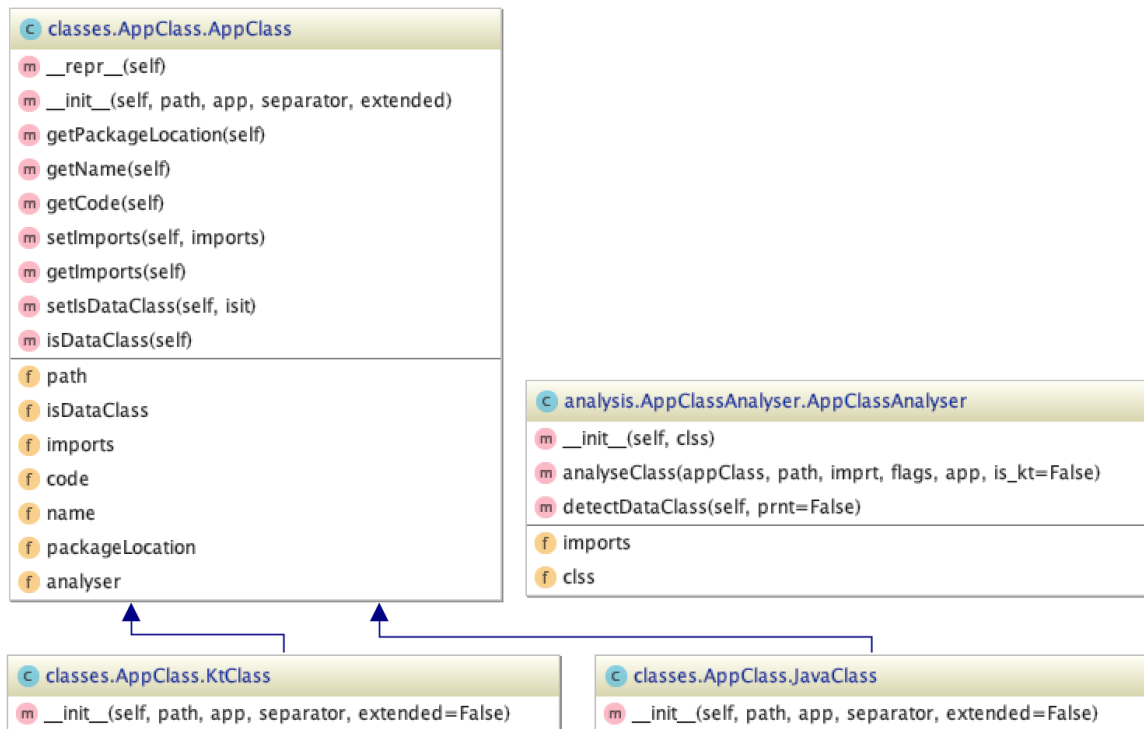 c classes.AppClass.AppClass
m __repr__(self)
m __init__(self, path, app, separator, extended)
m getPackageLocation(self)
m getName(self)
m getCode(self)
m setImports(self, imports)
m getImports(self)
m setIsDataClass(self, isit)
m isDataClass(self)
f path
f isDataClass
f imports
f code
f name
f packageLocation
f analyser
c analysis.AppClassAnalyser.AppClassAnalyser
m __init__(self, clss)
m analyseClass(appClass, path, imprt, flags, app, is_kt=False)
m detectDataClass(self, prnt=False)
f imports
f clss
c classes.AppClass.KtClass
m __init__(self, path, app, separator, extended=False)
c classes.AppClass.JavaClass
m __init__(self, path, app, separator, extended=False)